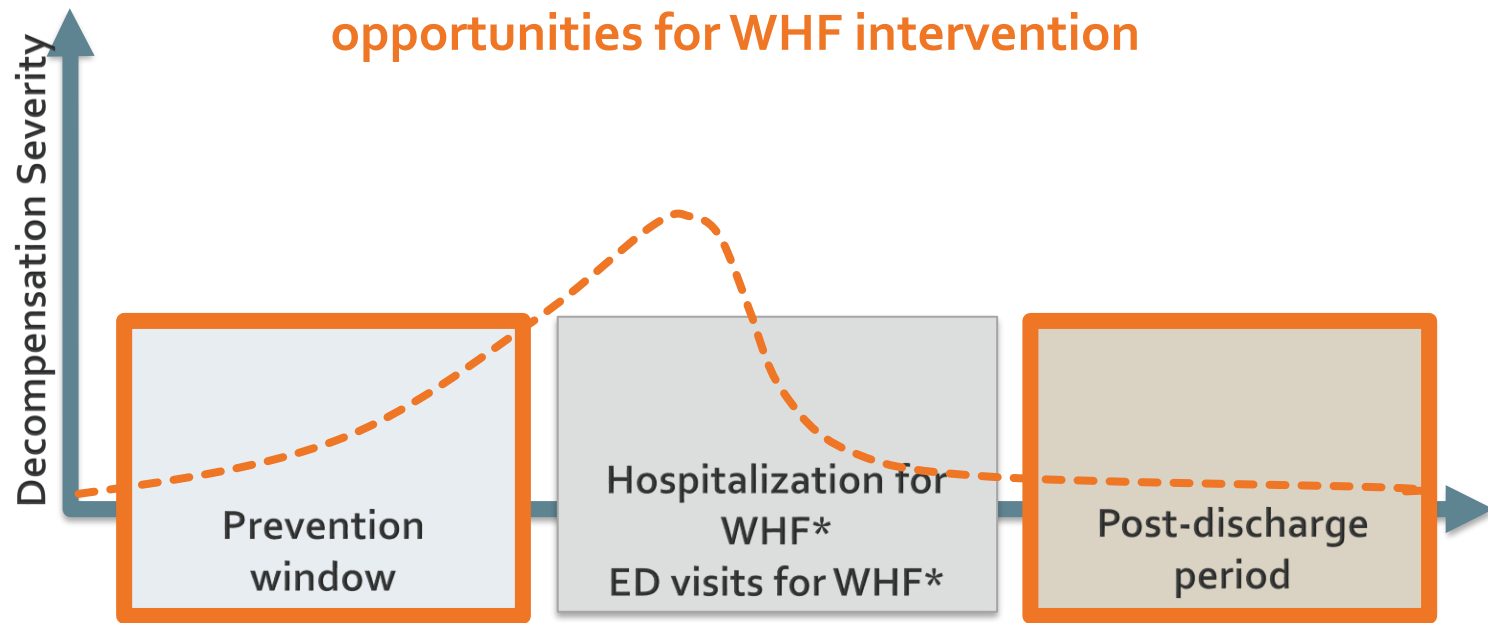 opportunities for WHF intervention
Decompensation Severity
Prevention
window
Hospitalization for
WHF*
ED visits for WHF*
Post-discharge
period